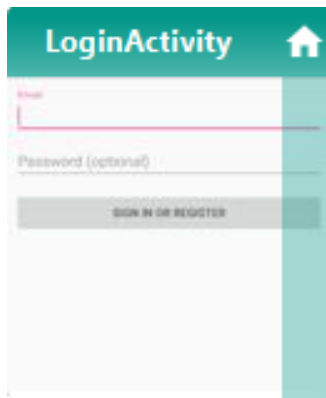 LoginActivity
Email
Password (optional)
SIGN IN OR REGISTER